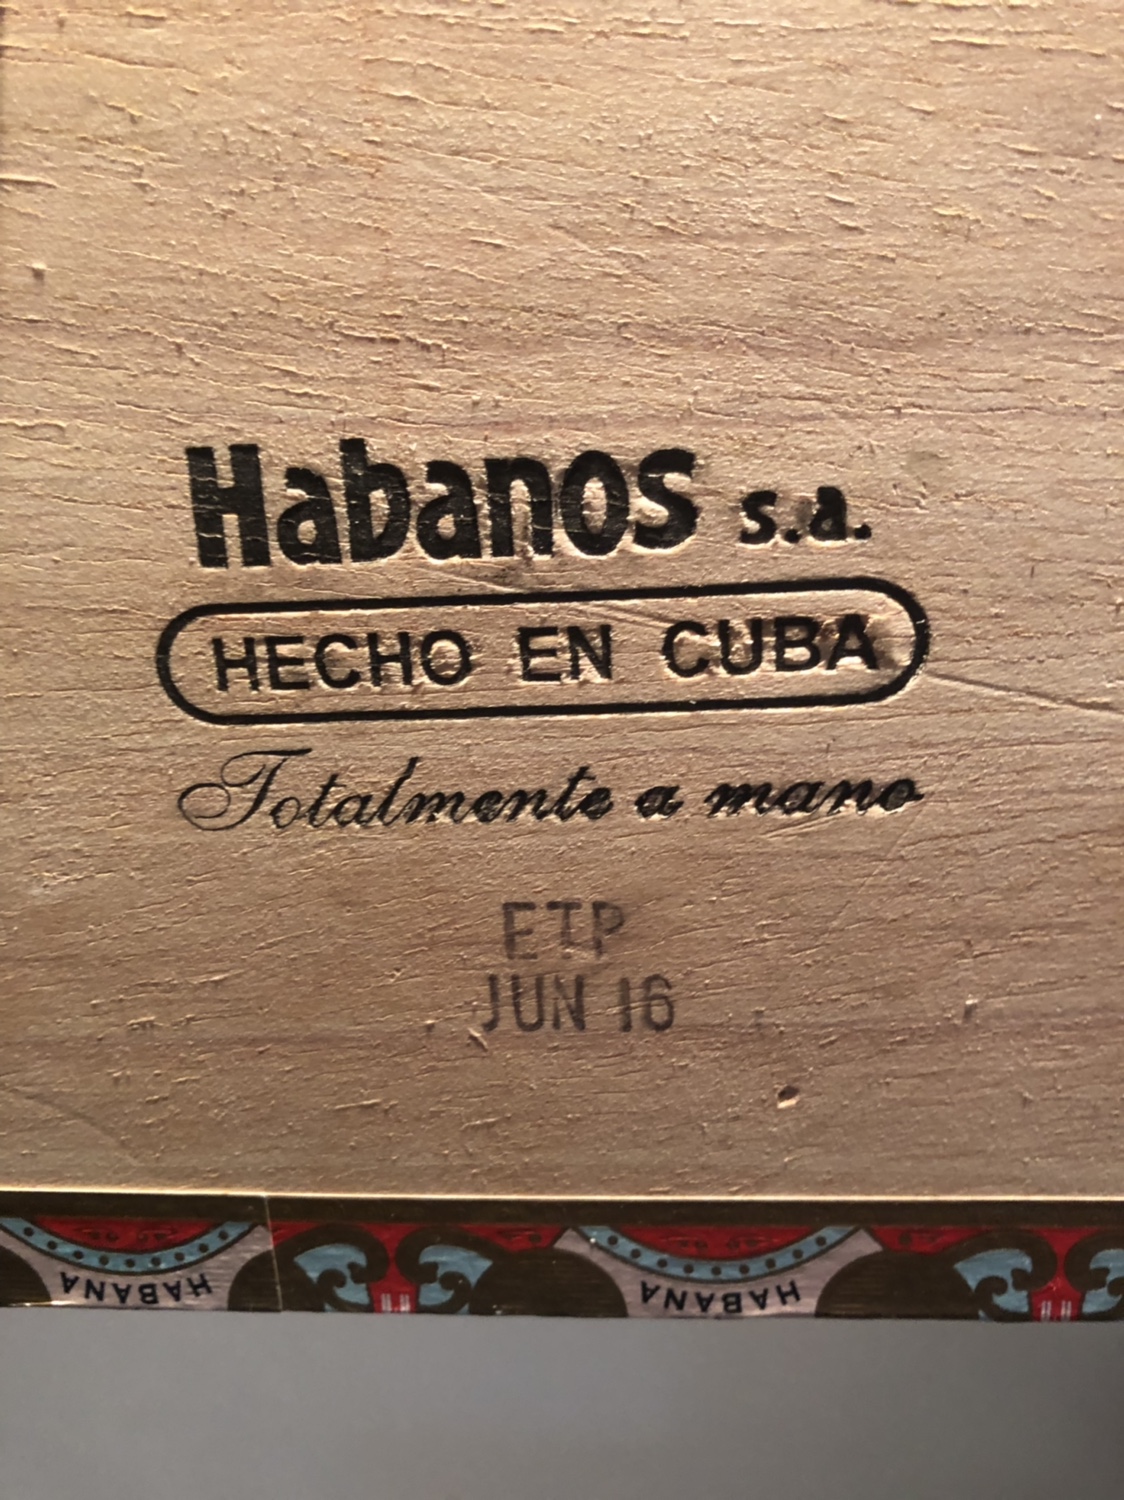 Habanos s.a.
HECHO EN CUBA
Totalmente a mano
ETP
JUN 16
HABANA HABANA